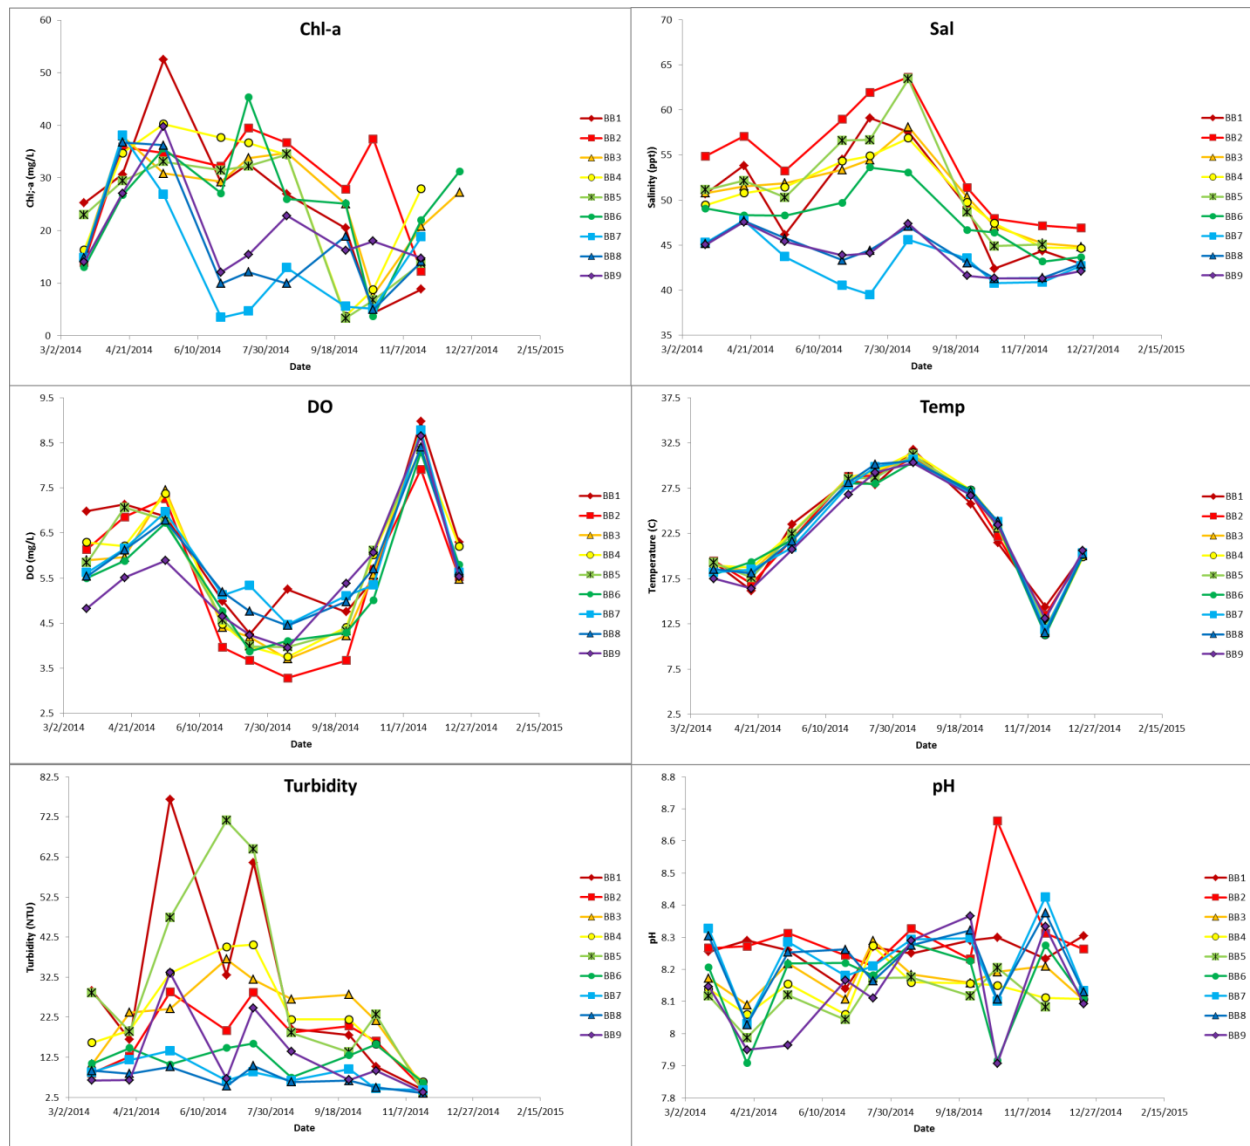 Chl-a
60
50
40
30
20
10
0
Chl-a (mg/L)
3/2/2014 4/21/2014 6/10/2014 7/30/2014 9/18/2014 11/7/2014 12/27/2014 2/15/2015
Date
BB1
BB2
BB3
BB4
BB5
BB6
BB7
BB8
BB9
Sal
70
65
60
55
50
45
40
35
Salinity (ppt))
3/2/2014 4/21/2014 6/10/2014 7/30/2014 9/18/2014 11/7/2014 12/27/2014 2/15/2015
Date
BB1
BB2
BB3
BB4
BB5
BB6
BB7
BB8
BB9
DO
9.5
8.5
7.5
6.5
5.5
4.5
3.5
2.5
DO (mg/L)
3/2/2014 4/21/2014 6/10/2014 7/30/2014 9/18/2014 11/7/2014 12/27/2014 2/15/2015
Date
BB1
BB2
BB3
BB4
BB5
BB6
BB7
BB8
BB9
Temp
37.5
32.5
27.5
22.5
17.5
12.5
7.5
2.5
Temperature (C)
3/2/2014 4/21/2014 6/10/2014 7/30/2014 9/18/2014 11/7/2014 12/27/2014 2/15/2015
Date
BB1
BB2
BB3
BB4
BB5
BB6
BB7
BB8
BB9
Turbidity
82.5
72.5
62.5
52.5
42.5
32.5
22.5
12.5
2.5
Turbidity (NTU)
3/2/2014 4/21/2014 6/10/2014 7/30/2014 9/18/2014 11/7/2014 12/27/2014 2/15/2015
Date
BB1
BB2
BB3
BB4
BB5
BB6
BB7
BB8
BB9
pH
8.8
8.7
8.6
8.5
8.4
8.3
8.2
8.1
8
7.9
7.8
pH
3/2/2014 4/21/2014 6/10/2014 7/30/2014 9/18/2014 11/7/2014 12/27/2014 2/15/2015
Date
BB1
BB2
BB3
BB4
BB5
BB6
BB7
BB8
BB9